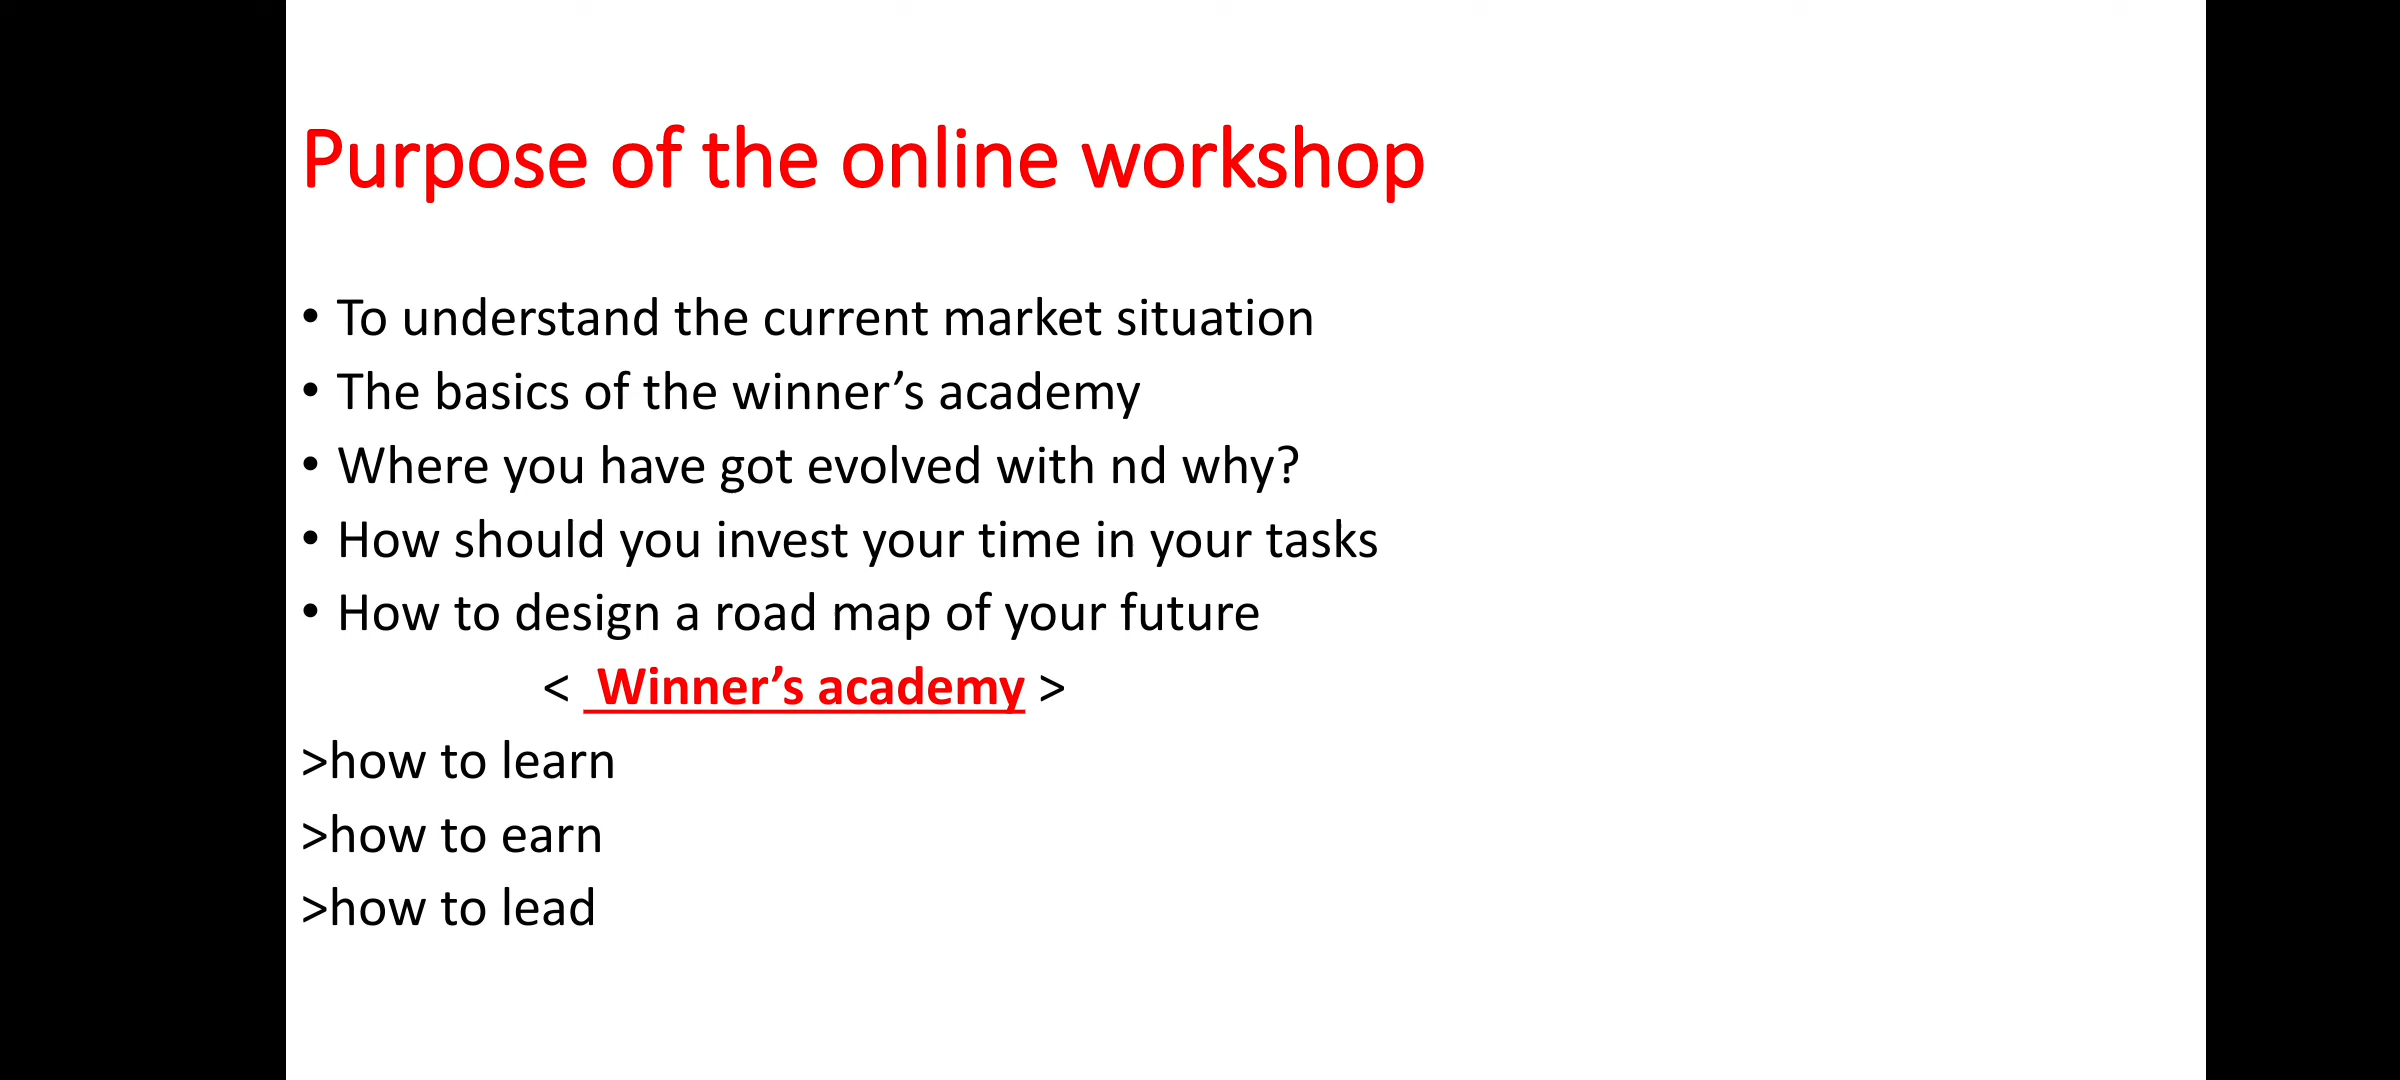 Purpose of the online workshop
• To understand the current market situation
• The basics of the winner’s academy
• Where you have got evolved with nd why?
• How should you invest your time in your tasks
• How to design a road map of your future
< Winner’s academy >
>how to learn
>how to earn
>how to lead